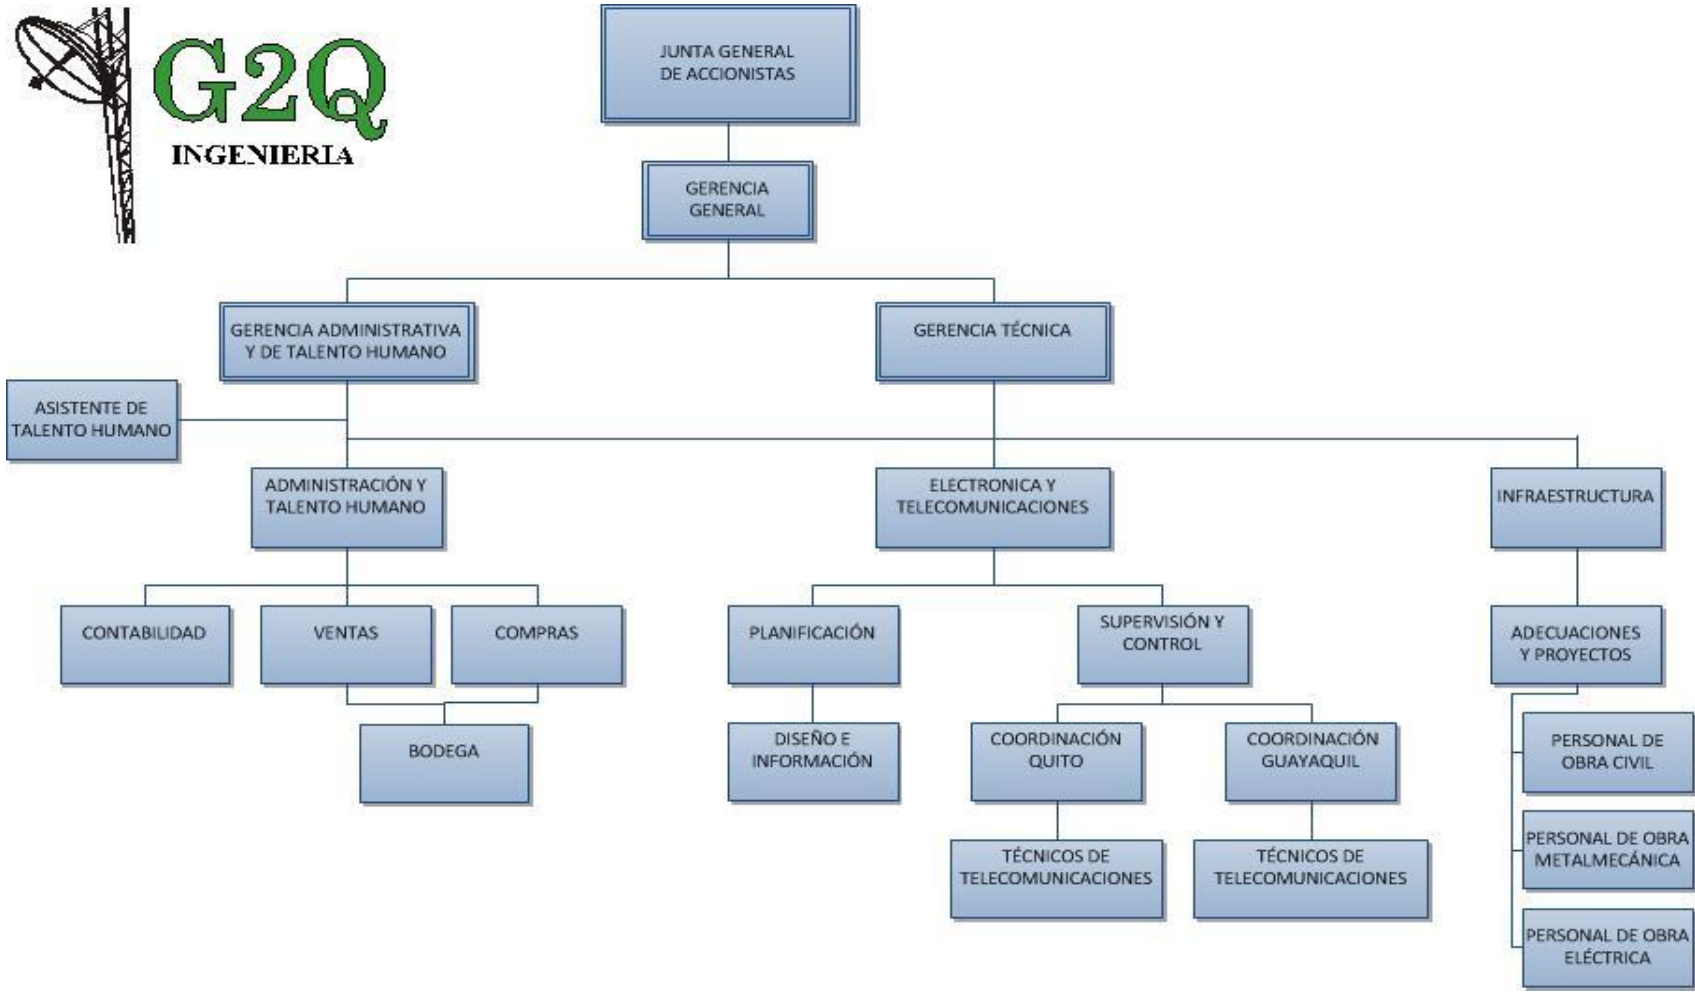 G2Q
INGENIERIA
JUNTA GENERAL
DE ACCIONISTAS
GERENCIA
GENERAL
GERENCIA ADMINISTRATIVA
Y DE TALENTO HUMANO
GERENCIA TÉCNICA
ASISTENTE DE
TALENTO HUMANO
ADMINISTRACIÓN Y
TALENTO HUMANO
ELECTRONICA Y
TELECOMUNICACIONES
INFRAESTRUCTURA
CONTABILIDAD
VENTAS
COMPRAS
PLANIFICACIÓN
SUPERVISIÓN Y
CONTROL
ADECUACIONES
Y PROYECTOS
BODEGA
DISEÑO E
INFORMACIÓN
COORDINACIÓN
QUITO
COORDINACIÓN
GUAYAQUIL
PERSONAL DE
OBRA CIVIL
TÉCNICOS DE
TELECOMUNICACIONES
TÉCNICOS DE
TELECOMUNICACIONES
PERSONAL DE OBRA
METALMECÁNICA
PERSONAL DE OBRA
ELÉCTRICA